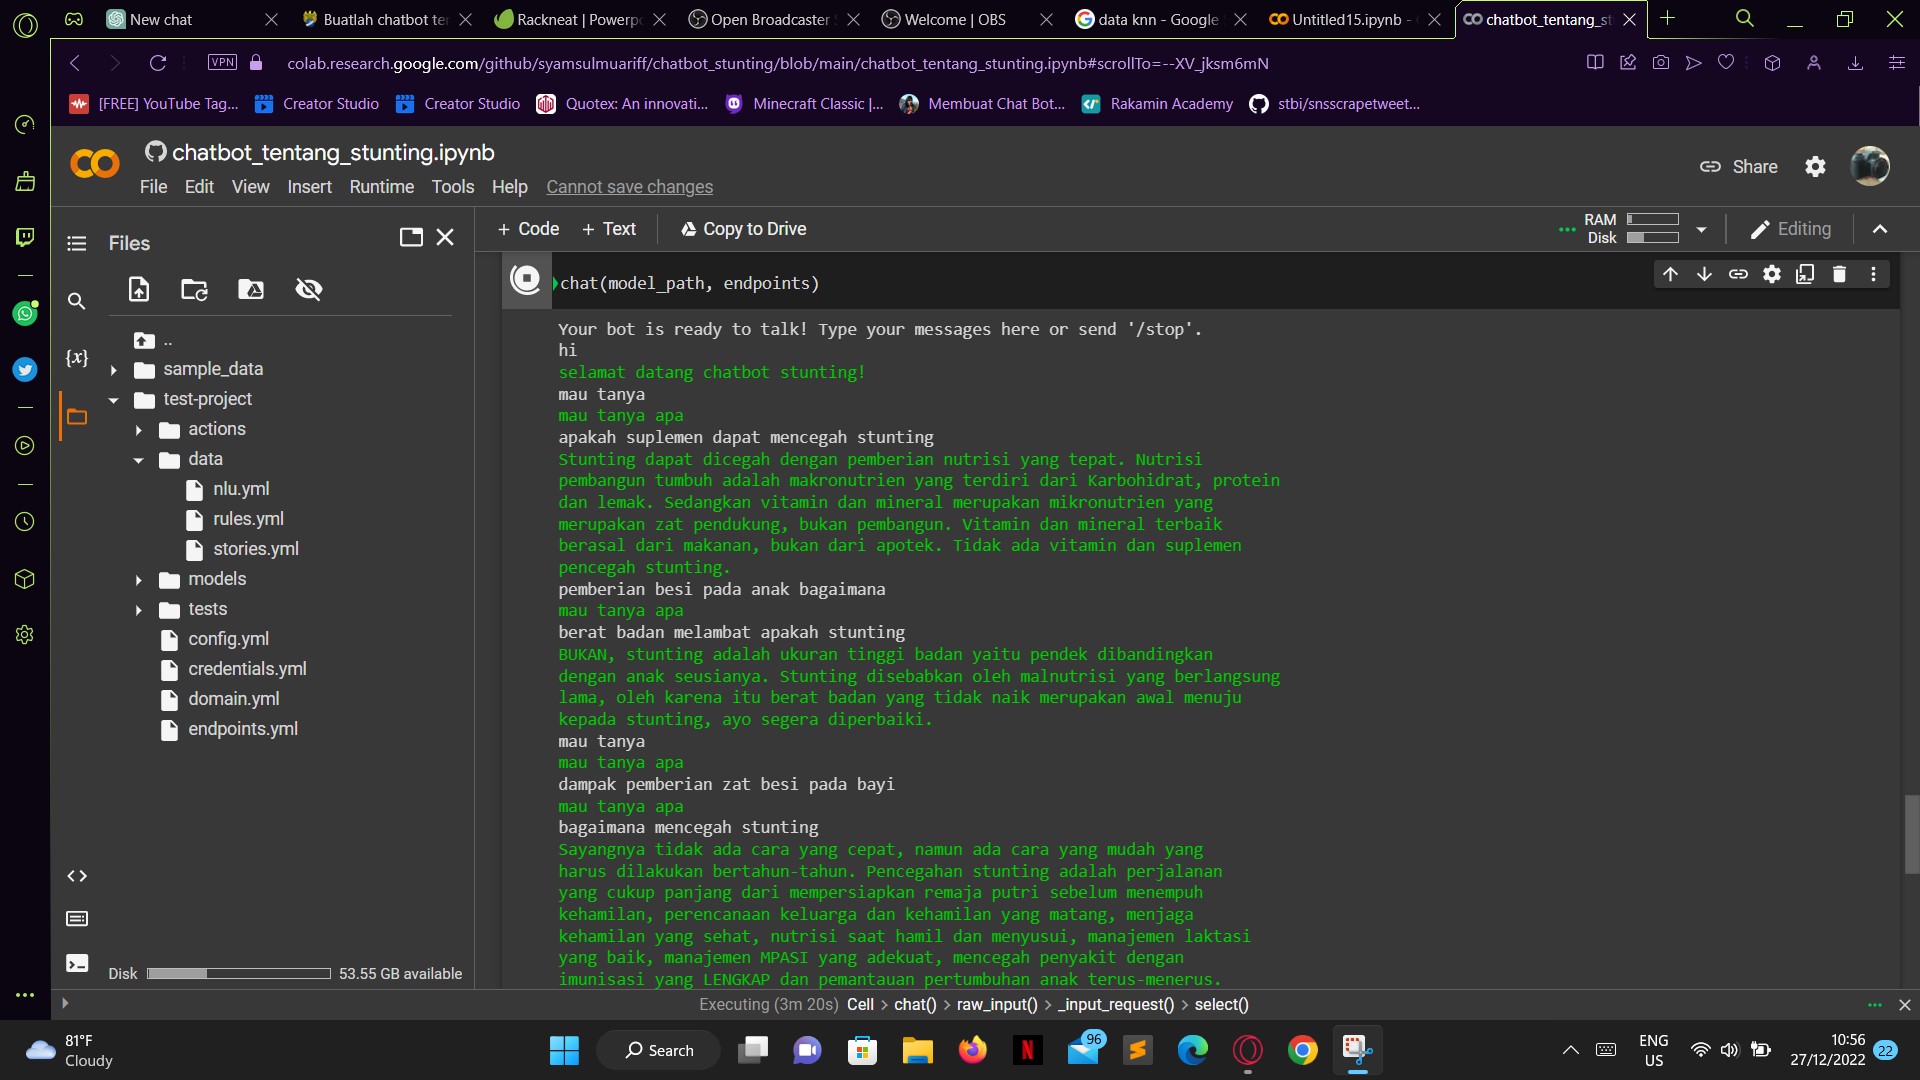 New chat
Buatlah chatbot ter
Rackneat | Powerpo
Open Broadcaster S
Welcome | OBS
data knn - Google
Untitled15.ipynb -
chatbot_tentang_st
VPN
colab.research.google.com/github/syamsulmuariff/chatbot_stunting/blob/main/chatbot_tentang_stunting.ipynb#scrollTo=--XV_jksm6mN
[FREE] YouTube Tag...
Creator Studio
Creator Studio
Quotex: An innovati...
Minecraft Classic |...
Membuat Chat Bot...
Rakamin Academy
stbi/snsscrapetweet...
chatbot_tentang_stunting.ipynb
File Edit View Insert Runtime Tools Help Cannot save changes
Share
Files
+ Code + Text Copy to Drive
RAM
Disk
Editing
..
sample_data
test-project
actions
data
nlu.yml
rules.yml
stories.yml
models
tests
config.yml
credentials.yml
domain.yml
endpoints.yml
{x}
Disk 53.55 GB available
chat(model_path, endpoints)
Your bot is ready to talk! Type your messages here or send '/stop'.
hi
selamat datang chatbot stunting!
mau tanya
mau tanya apa
apakah suplemen dapat mencegah stunting
Stunting dapat dicegah dengan pemberian nutrisi yang tepat. Nutrisi
pembangun tumbuh adalah makronutrien yang terdiri dari Karbohidrat, protein
dan lemak. Sedangkan vitamin dan mineral merupakan mikronutrien yang
merupakan zat pendukung, bukan pembangun. Vitamin dan mineral terbaik
berasal dari makanan, bukan dari apotek. Tidak ada vitamin dan suplemen
pencegah stunting.
pemberian besi pada anak bagaimana
mau tanya apa
berat badan melambat apakah stunting
BUKAN, stunting adalah ukuran tinggi badan yaitu pendek dibandingkan
dengan anak seusianya. Stunting disebabkan oleh malnutrisi yang berlangsung
lama, oleh karena itu berat badan yang tidak naik merupakan awal menuju
kepada stunting, ayo segera diperbaiki.
mau tanya
mau tanya apa
dampak pemberian zat besi pada bayi
mau tanya apa
bagaimana mencegah stunting
Sayangnya tidak ada cara yang cepat, namun ada cara yang mudah yang
harus dilakukan bertahun-tahun. Pencegahan stunting adalah perjalanan
yang cukup panjang dari mempersiapkan remaja putri sebelum menempuh
kehamilan, perencanaan keluarga dan kehamilan yang matang, menjaga
kehamilan yang sehat, nutrisi saat hamil dan menyusui, manajemen laktasi
yang baik, manajemen MPASI yang adekuat, mencegah penyakit dengan
imunisasi yang LENGKAP dan pemantauan pertumbuhan anak terus-menerus.
Executing (3m 20s) Cell > chat() > raw_input() > _input_request() > select()
81°F
Cloudy
Search
96
ENG
US
10:56
27/12/2022
22